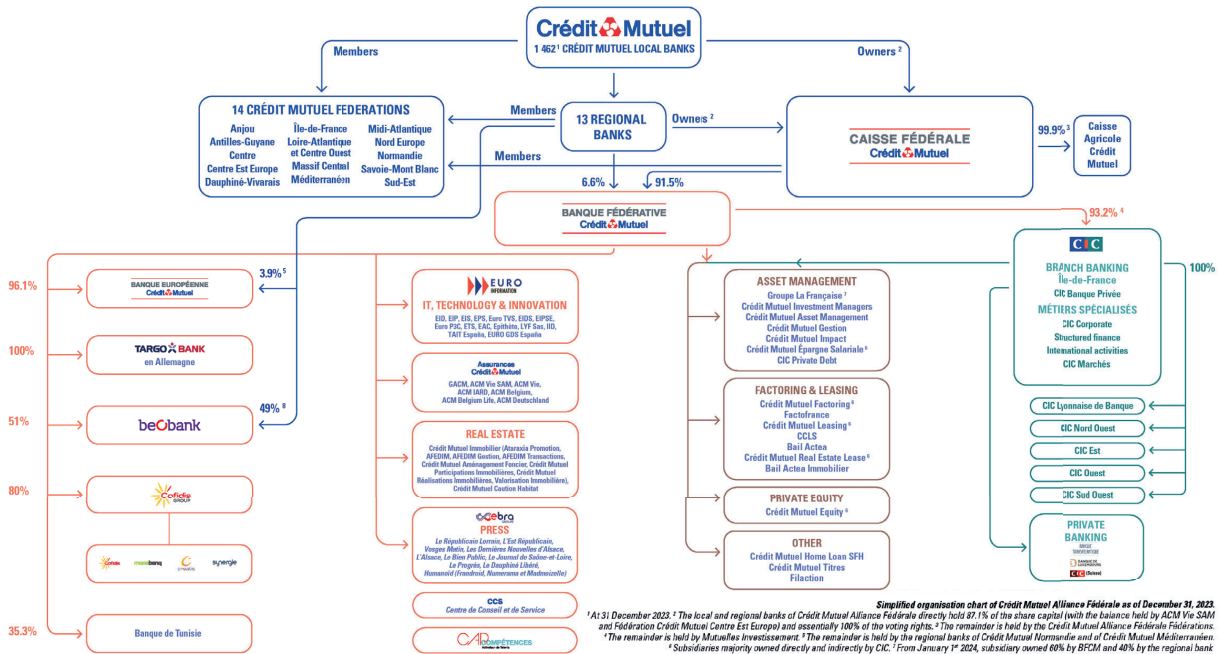 Crédit Mutuel
1 462¹ CRÉDIT MUTUEL LOCAL BANKS
Members
Owners ²
14 CRÉDIT MUTUEL FEDERATIONS
Anjou
Antilles-Guyane
Centre
Centre Est Europe
Dauphiné-Vivarais
Île-de-France
Loire-Atlantique
et Centre Ouest
Massif Central
Méditerranéen
Midi-Atlantique
Nord Europe
Normandie
Savoie-Mont Blanc
Sud-Est
Members
13 REGIONAL
BANKS
Owners ²
Members
CAISSE FÉDÉRALE
Crédit Mutuel
99.9% ³
Caisse
Agricole
Crédit
Mutuel
6.6%
91.5%
BANQUE FÉDÉRATIVE
Crédit Mutuel
93.2% ⁴
96.1%
BANQUE EUROPÉENNE
Crédit Mutuel
3.9% ⁵
100%
TARGO BANK
en Allemagne
51%
beobank
49% ⁸
80%
Cofidis
GROUP
Cofidis
monabanq
creatis
synergie
35.3%
Banque de Tunisie
EURO
INFORMATION
IT, TECHNOLOGY & INNOVATION
EID, EIP, EIS, EPS, Euro TVS, EIDS, EIPSE,
Euro P3C, ETS, EAC, Epithète, LYF Sas, IID,
TAIT España, EURO GDS España
Assurances
Crédit Mutuel
GACM, ACM Vie SAM, ACM Vie,
ACM IARD, ACM Belgium,
ACM Belgium Life, ACM Deutschland
REAL ESTATE
Crédit Mutuel Immobilier (Ataraxia Promotion,
AFEDIM, AFEDIM Gestion, AFEDIM Transactions,
Crédit Mutuel Aménagement Foncier, Crédit Mutuel
Participations Immobilières, Crédit Mutuel
Réalisations Immobilières, Valorisation Immobilière),
Crédit Mutuel Caution Habitat
ebra
PRESS
Le Républicain Lorrain, L'Est Républicain,
Vosges Matin, Les Dernières Nouvelles d'Alsace,
L'Alsace, Le Bien Public, Le Journal de Saône-et-Loire,
Le Progrès, Le Dauphiné Libéré,
Humanoid (Frandroid, Numerama et Madmoizelle)
CCS
Centre de Conseil et de Service
CAP COMPÉTENCES
ASSET MANAGEMENT
Groupe La Française ⁷
Crédit Mutuel Investment Managers
Crédit Mutuel Asset Management
Crédit Mutuel Gestion
Crédit Mutuel Impact
Crédit Mutuel Épargne Salariale ⁶
CIC Private Debt
FACTORING & LEASING
Crédit Mutuel Factoring ⁶
Factofrance
Crédit Mutuel Leasing ⁶
CCLS
Bail Actea
Crédit Mutuel Real Estate Lease ⁶
Bail Actea Immobilier
PRIVATE EQUITY
Crédit Mutuel Equity ⁶
OTHER
Crédit Mutuel Home Loan SFH
Crédit Mutuel Titres
Filaction
CIC
BRANCH BANKING
Île-de-France
CIC Banque Privée
MÉTIERS SPÉCIALISÉS
CIC Corporate
Structured finance
International activities
CIC Marchés
100%
CIC Lyonnaise de Banque
CIC Nord Ouest
CIC Est
CIC Ouest
CIC Sud Ouest
PRIVATE
BANKING
BANQUE
TRANSATLANTIQUE
BANQUE DE
LUXEMBOURG
CIC (Suisse)
Simplified organisation chart of Crédit Mutuel Alliance Fédérale as of December 31, 2023.
¹ At 31 December 2023. ² The local and regional banks of Crédit Mutuel Alliance Fédérale directly hold 87.1% of the share capital (with the balance held by ACM Vie SAM
and Fédération Crédit Mutuel Centre Est Europe) and essentially 100% of the voting rights. ³ The remainder is held by the Crédit Mutuel Alliance Fédérale Fédérations.
⁴ The remainder is held by Mutuelles Investissement. ⁵ The remainder is held by the regional banks of Crédit Mutuel Normandie and of Crédit Mutuel Méditerranéen.
⁶ Subsidiaries majority owned directly and indirectly by CIC. ⁷ From January 1ˢᵗ 2024, subsidiary owned 60% by BFCM and 40% by the regional bank